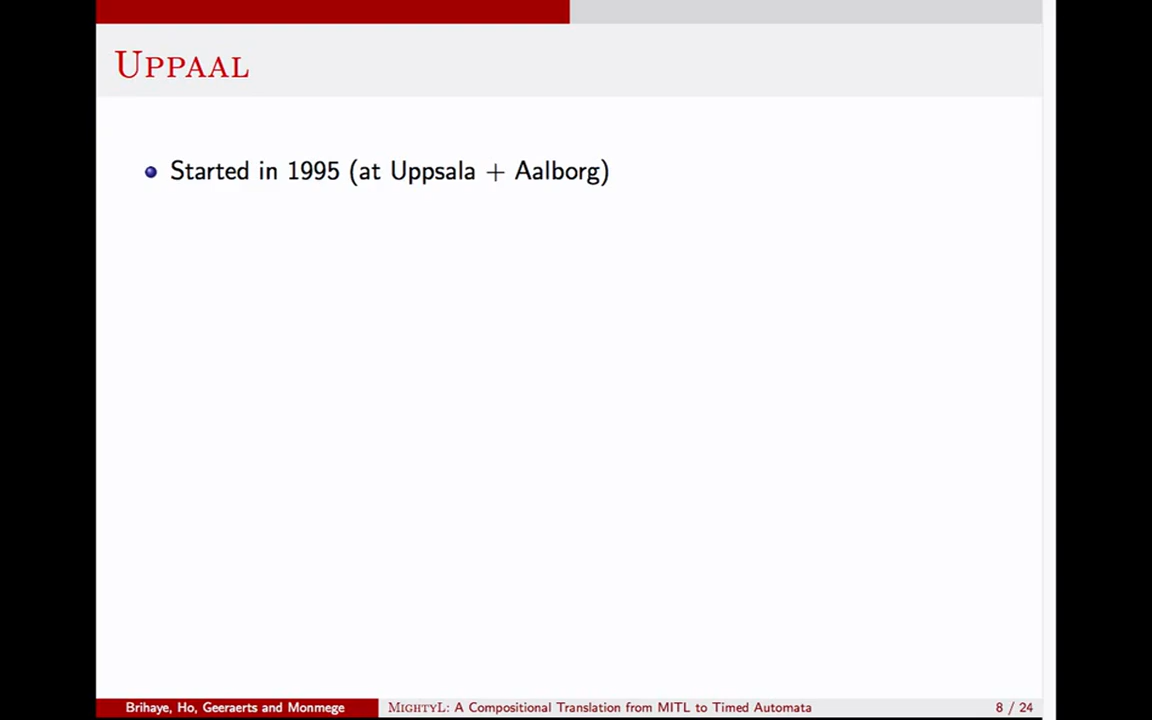 UPPAAL
Started in 1995 (at Uppsala + Aalborg)
Brihaye, Ho, Geeraerts and Monmege
MIGHTYL: A Compositional Translation from MITL to Timed Automata
8 / 24